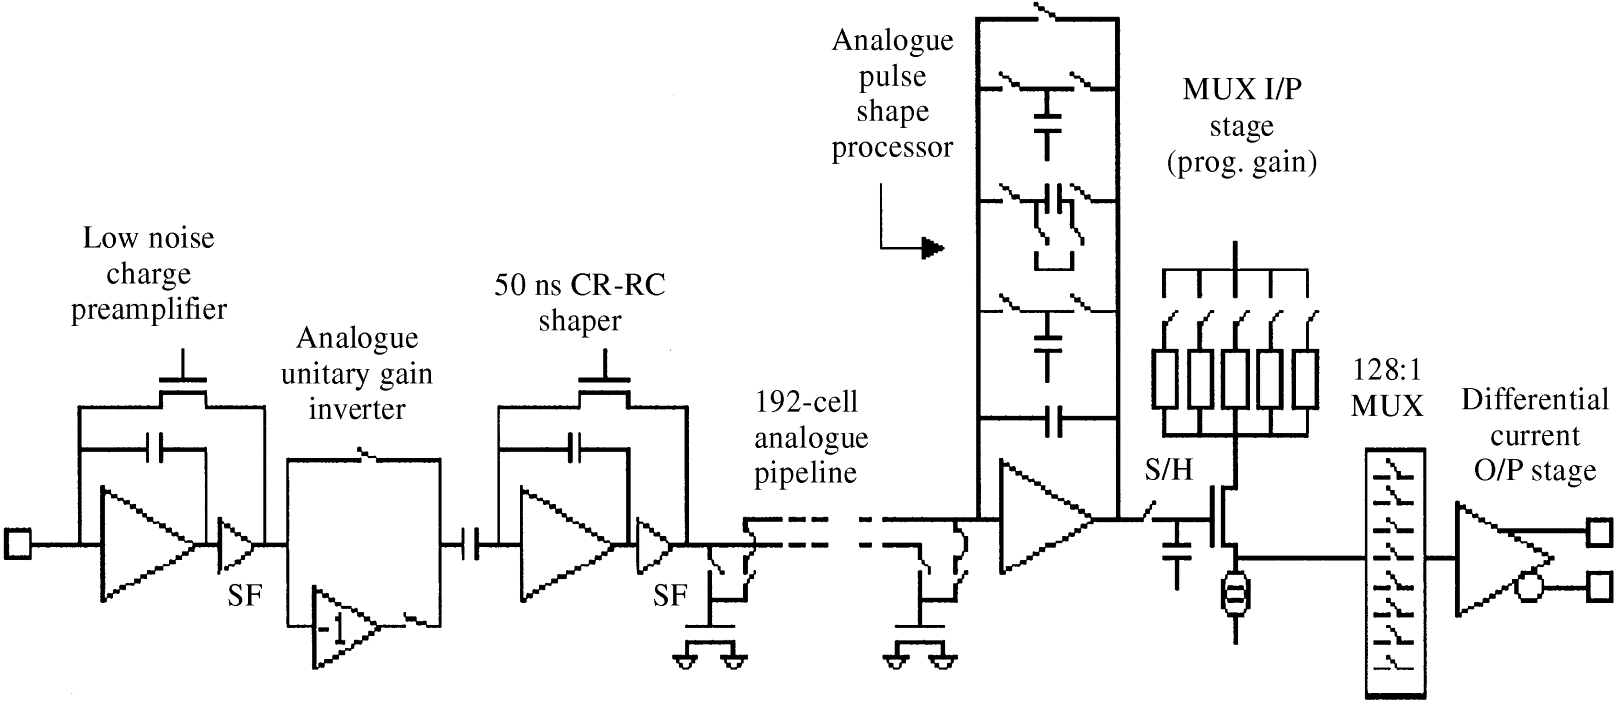 Analogue
pulse
shape
processor
MUX I/P
stage
(prog. gain)
Low noise
charge
preamplifier
50 ns CR-RC
shaper
Analogue
unitary gain
inverter
192-cell
analogue
pipeline
128:1
MUX
Differential
current
O/P stage
S/H
SF
SF
-1